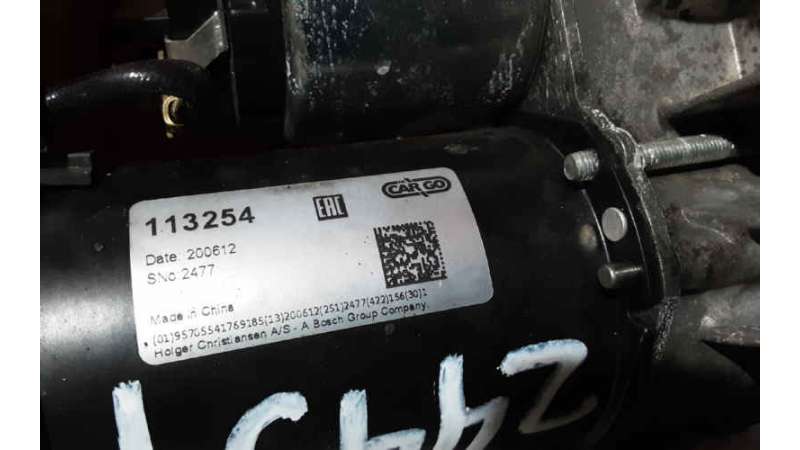 113254
EAC
CARGO
Date: 200612
SNo.2477
Made in China
(01)95705541769185(13)200612(251)2477(422)156(30)1
Holger Christiansen A/S - A Bosch Group Company.